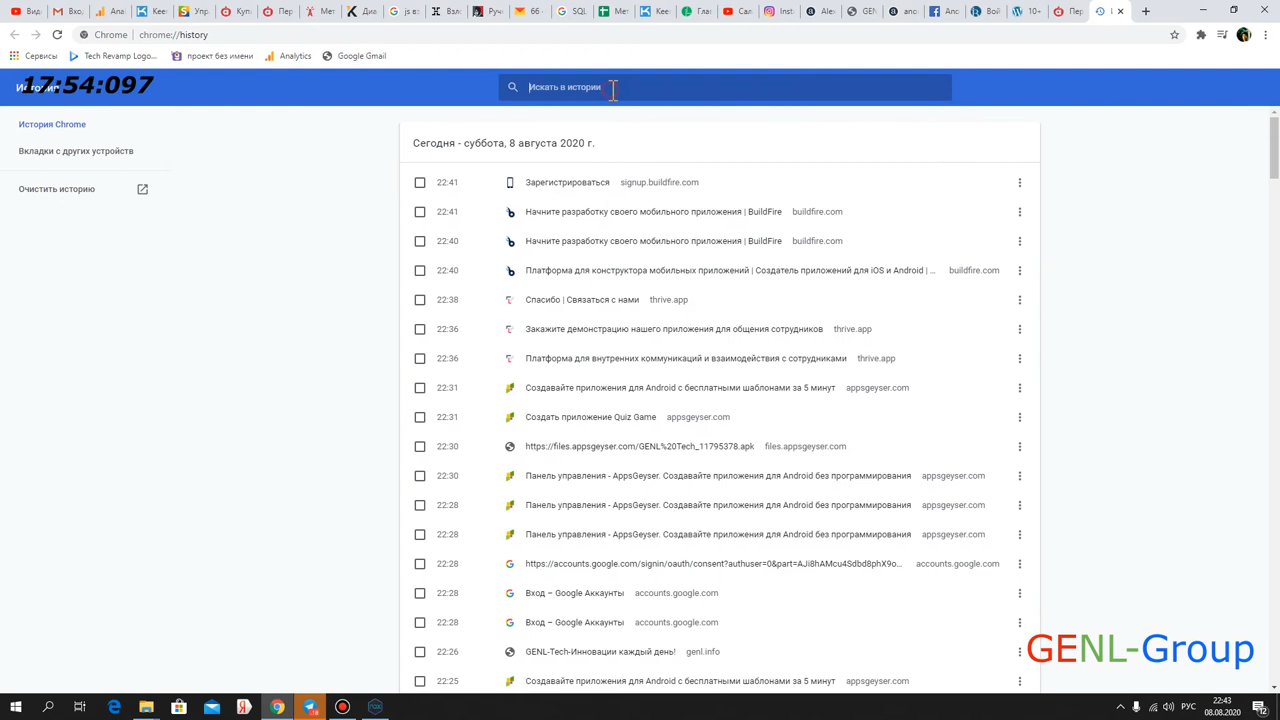 Chrome | chrome://history
Сервисы Tech Revamp Logo... проект без имени Analytics Google Gmail
17:54:097
Искать в истории
История Chrome
Вкладки с других устройств
Очистить историю
Сегодня - суббота, 8 августа 2020 г.
22:41 Зарегистрироваться signup.buildfire.com
22:41 Начните разработку своего мобильного приложения | BuildFire buildfire.com
22:40 Начните разработку своего мобильного приложения | BuildFire buildfire.com
22:40 Платформа для конструктора мобильных приложений | Создатель приложений для iOS и Android | ... buildfire.com
22:38 Спасибо | Связаться с нами thrive.app
22:36 Закажите демонстрацию нашего приложения для общения сотрудников thrive.app
22:36 Платформа для внутренних коммуникаций и взаимодействия с сотрудниками thrive.app
22:31 Создавайте приложения для Android с бесплатными шаблонами за 5 минут appsgeyser.com
22:31 Создать приложение Quiz Game appsgeyser.com
22:30 https://files.appsgeyser.com/GENL%20Tech_11795378.apk files.appsgeyser.com
22:30 Панель управления - AppsGeyser. Создавайте приложения для Android без программирования appsgeyser.com
22:28 Панель управления - AppsGeyser. Создавайте приложения для Android без программирования appsgeyser.com
22:28 Панель управления - AppsGeyser. Создавайте приложения для Android без программирования appsgeyser.com
22:28 https://accounts.google.com/signin/oauth/consent?authuser=0&part=AJi8hAMcu4Sdbd8phX9o... accounts.google.com
22:28 Вход – Google Аккаунты accounts.google.com
22:28 Вход – Google Аккаунты accounts.google.com
22:26 GENL-Tech-Инновации каждый день! genl.info
22:25 Создавайте приложения для Android с бесплатными шаблонами за 5 минут appsgeyser.com
GENL-Group
РУС 22:43
08.08.2020